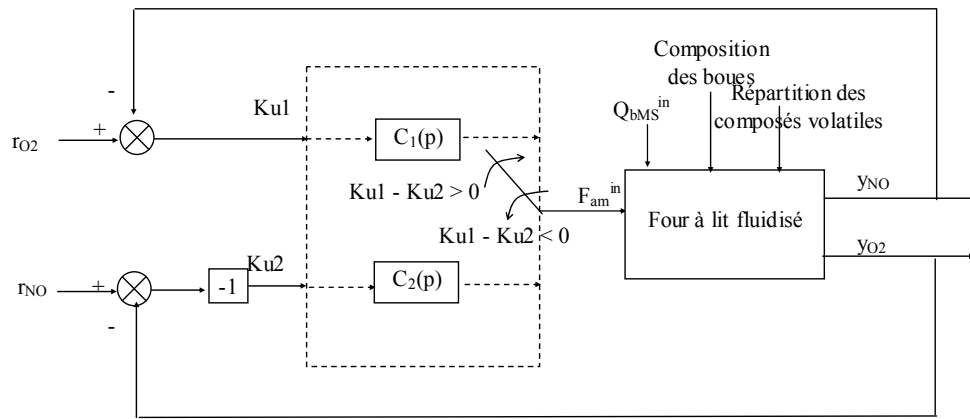 Composition
des boues
Répartition des
composés volatiles
Q_bMS^in
-
Ku1
+
r_O2
C_1(p)
Ku1 - Ku2 > 0
F_am^in
Ku1 - Ku2 < 0
Four à lit fluidisé
y_NO
y_O2
r_NO
+
-1
Ku2
C_2(p)
-